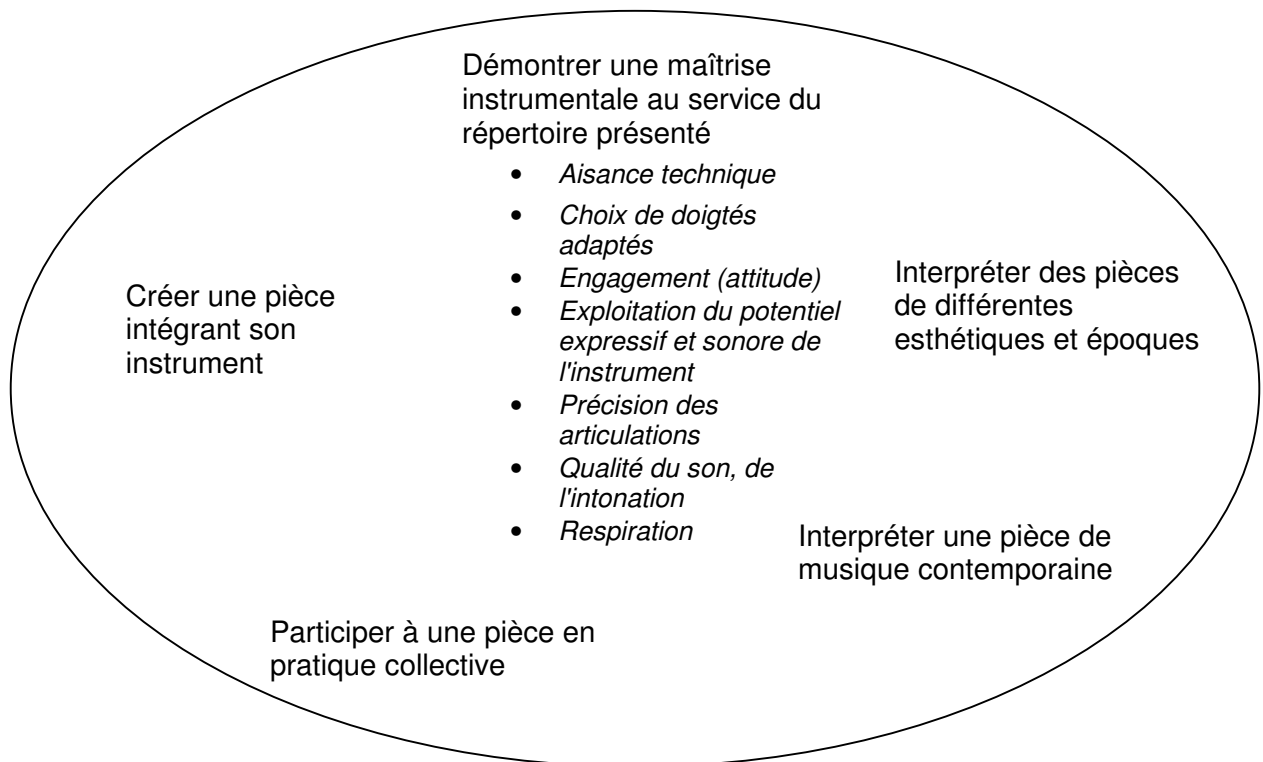 Démontrer une maîtrise
instrumentale au service du
répertoire présenté
• Aisance technique
• Choix de doigtés
adaptés
• Engagement (attitude)
• Exploitation du potentiel
expressif et sonore de
l'instrument
• Précision des
articulations
• Qualité du son, de
l'intonation
• Respiration
Créer une pièce
intégrant son
instrument
Interpréter des pièces
de différentes
esthétiques et époques
Interpréter une pièce de
musique contemporaine
Participer à une pièce en
pratique collective